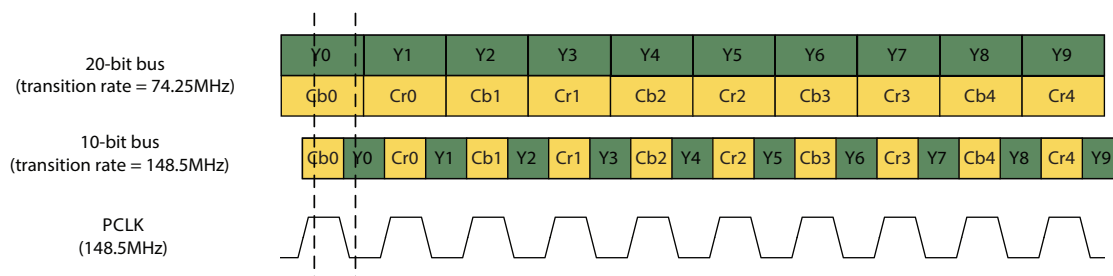 20-bit bus
(transition rate = 74.25MHz)
Y0 Y1 Y2 Y3 Y4 Y5 Y6 Y7 Y8 Y9
Cb0 Cr0 Cb1 Cr1 Cb2 Cr2 Cb3 Cr3 Cb4 Cr4
10-bit bus
(transition rate = 148.5MHz)
Cb0 Y0 Cr0 Y1 Cb1 Y2 Cr1 Y3 Cb2 Y4 Cr2 Y5 Cb3 Y6 Cr3 Y7 Cb4 Y8 Cr4 Y9
PCLK
(148.5MHz)